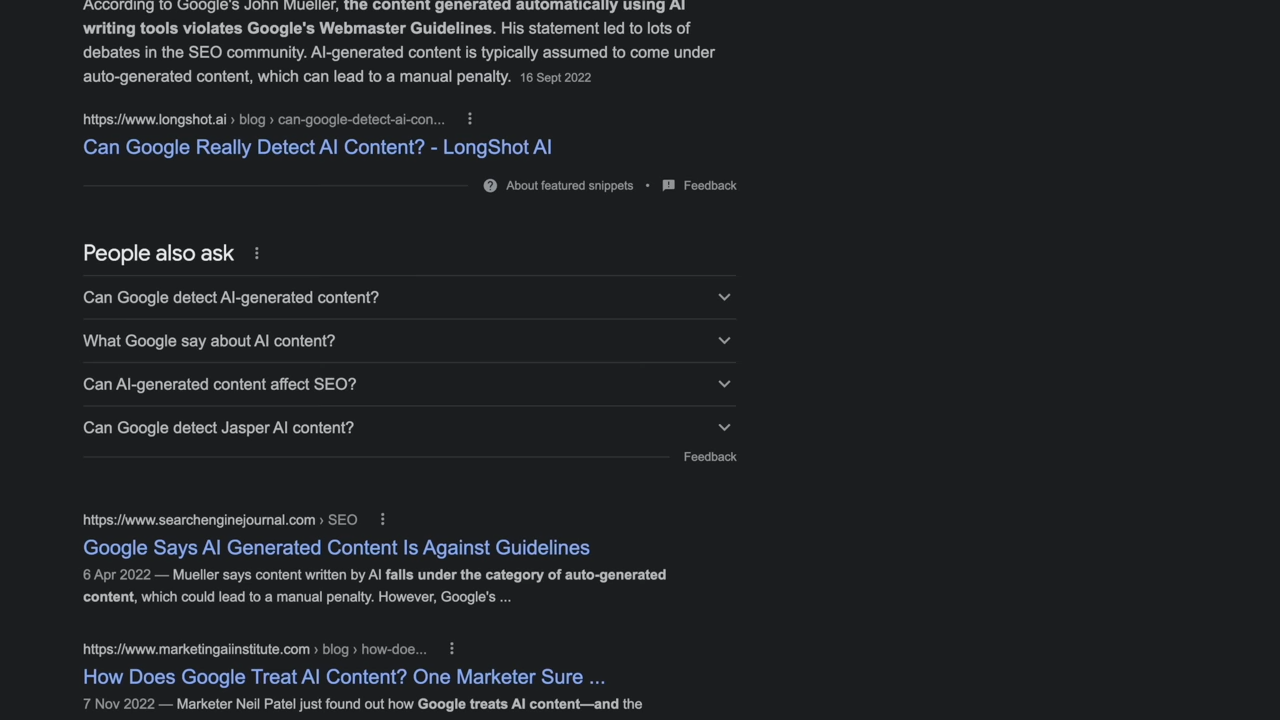 According to Google's John Mueller, the content generated automatically using AI
writing tools violates Google's Webmaster Guidelines. His statement led to lots of
debates in the SEO community. AI-generated content is typically assumed to come under
auto-generated content, which can lead to a manual penalty. 16 Sept 2022
https://www.longshot.ai › blog › can-google-detect-ai-con...
Can Google Really Detect AI Content? - LongShot AI
About featured snippets • Feedback
People also ask
Can Google detect AI-generated content?
What Google say about AI content?
Can AI-generated content affect SEO?
Can Google detect Jasper AI content?
Feedback
https://www.searchenginejournal.com › SEO
Google Says AI Generated Content Is Against Guidelines
6 Apr 2022 — Mueller says content written by AI falls under the category of auto-generated
content, which could lead to a manual penalty. However, Google's ...
https://www.marketingaiinstitute.com › blog › how-doe...
How Does Google Treat AI Content? One Marketer Sure ...
7 Nov 2022 — Marketer Neil Patel just found out how Google treats AI content—and the